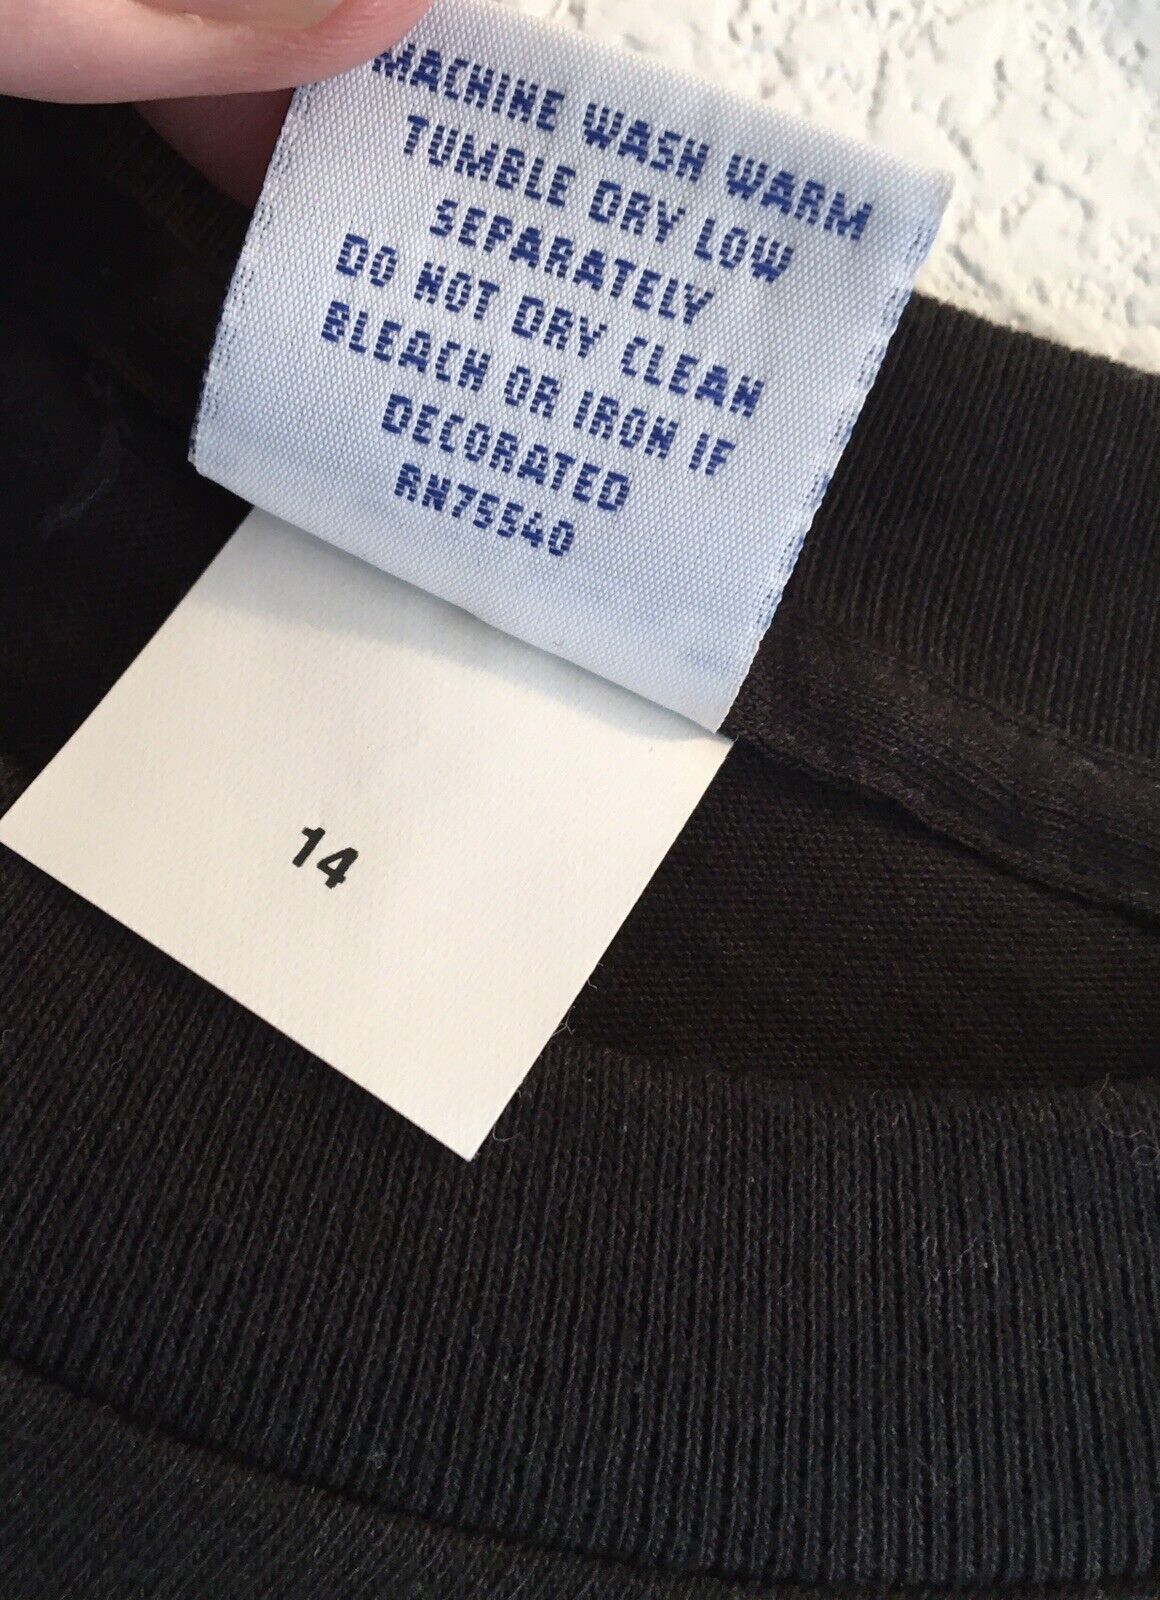 MACHINE WASH WARM
TUMBLE DRY LOW
SEPARATELY
DO NOT DRY CLEAN
BLEACH OR IRON IF
DECORATED
RN75540
14